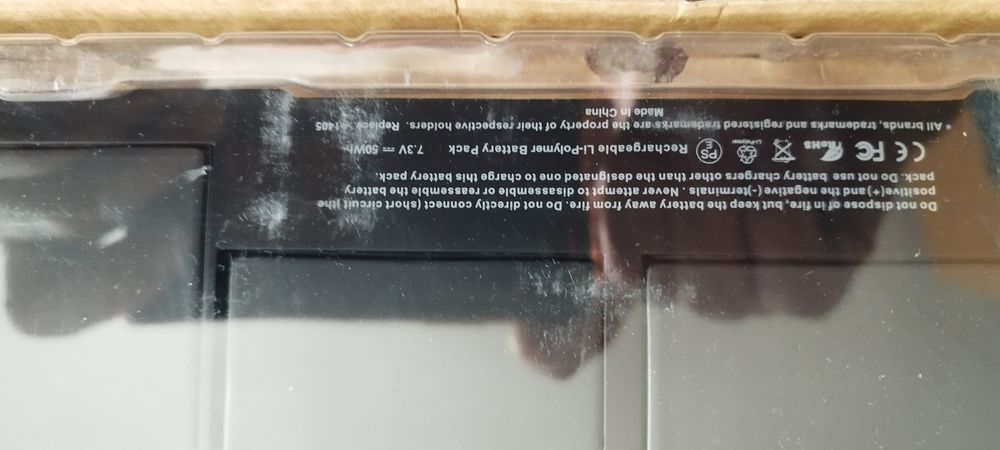 Do not dispose of in fire, but keep the battery away from fire. Do not directly connect (short circuit )the
positive(+) and the negative (-)terminals . Never attempt to disassemble or reassemble the battery
pack. Do not use battery chargers other than the designated one to charge this battery pack.
CE FC RoHS Li-Polymer PSE Rechargeable Li-Polymer Battery Pack 7.3V ⎓ 50Wh
* All brands, trademarks and registered trademarks are the property of their respective holders. Replace
Made In China